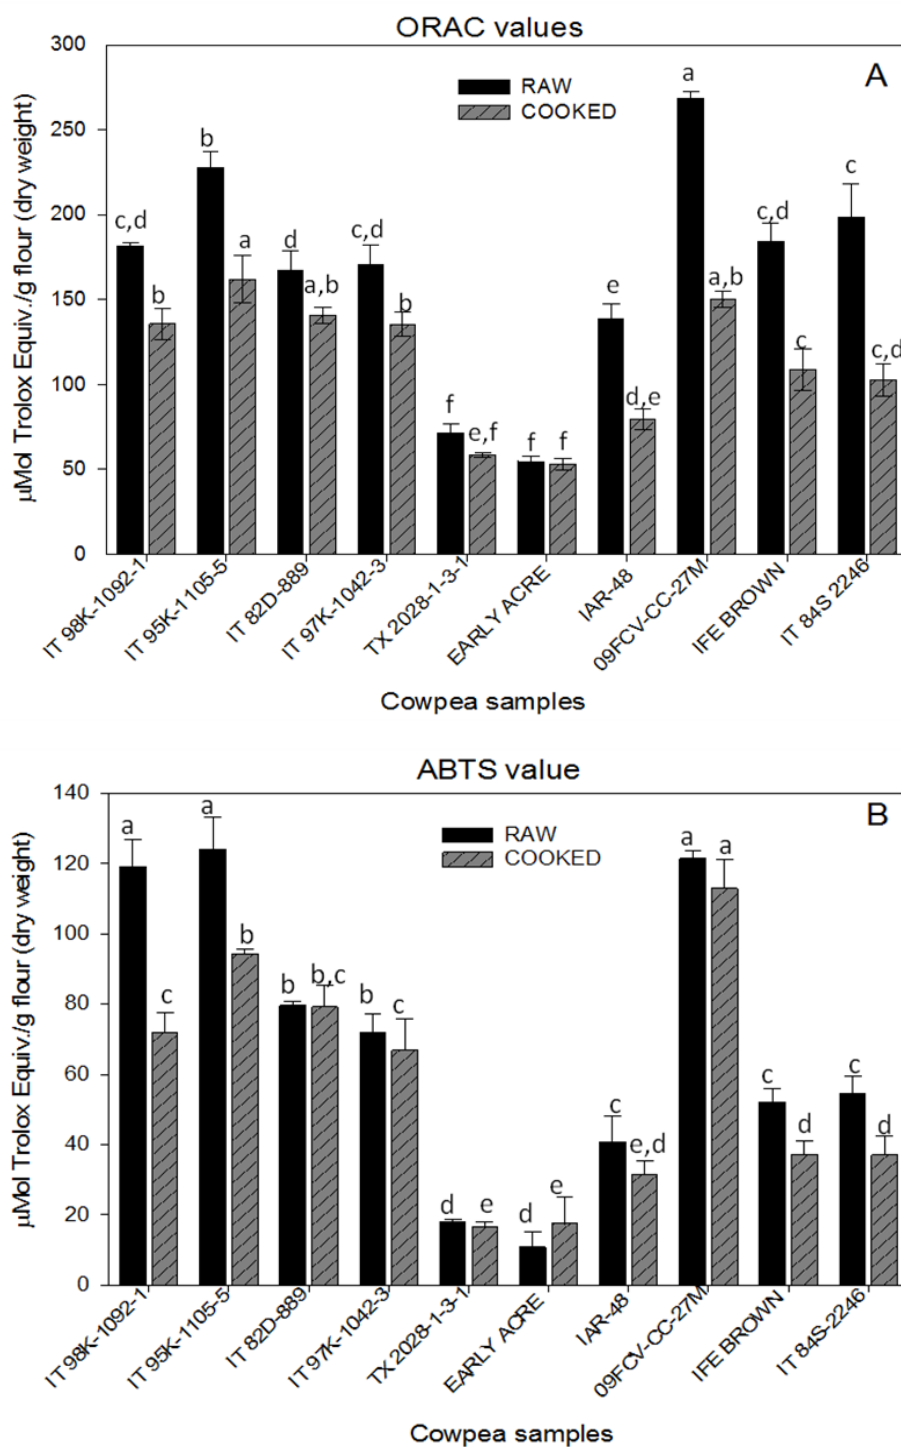 ORAC values
A
RAW
COOKED
μMol Trolox Equiv./g flour (dry weight)
300
250
200
150
100
50
0
c,d
b
b
a
d
a,b
c,d
b
f
e,f
f
f
e
d,e
a
a,b
c,d
c
c
c,d
IT 98K-1092-1
IT 95K-1105-5
IT 82D-889
IT 97K-1042-3
TX 2028-1-3-1
EARLY ACRE
IAR-48
09FCV-CC-27M
IFE BROWN
IT 84S 2246
Cowpea samples
ABTS value
B
RAW
COOKED
μMol Trolox Equiv./g flour (dry weight)
140
120
100
80
60
40
20
0
a
c
a
b
b
b,c
b
c
d
e
d
e
c
e,d
a
a
c
d
c
d
IT 98K-1092-1
IT 95K-1105-5
IT 82D-889
IT 97K-1042-3
TX 2028-1-3-1
EARLY ACRE
IAR-48
09FCV-CC-27M
IFE BROWN
IT 84S-2246
Cowpea samples